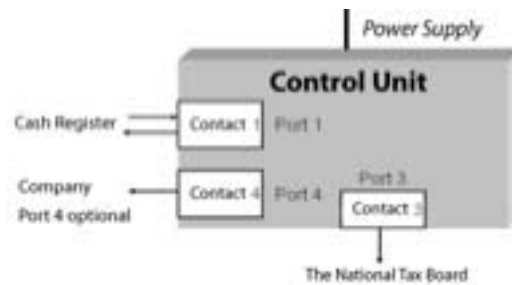 Power Supply
Control Unit
Cash Register
Contact 1 Port 1
Company
Port 4 optional
Contact 4 Port 4
Port 3
Contact 3
The National Tax Board